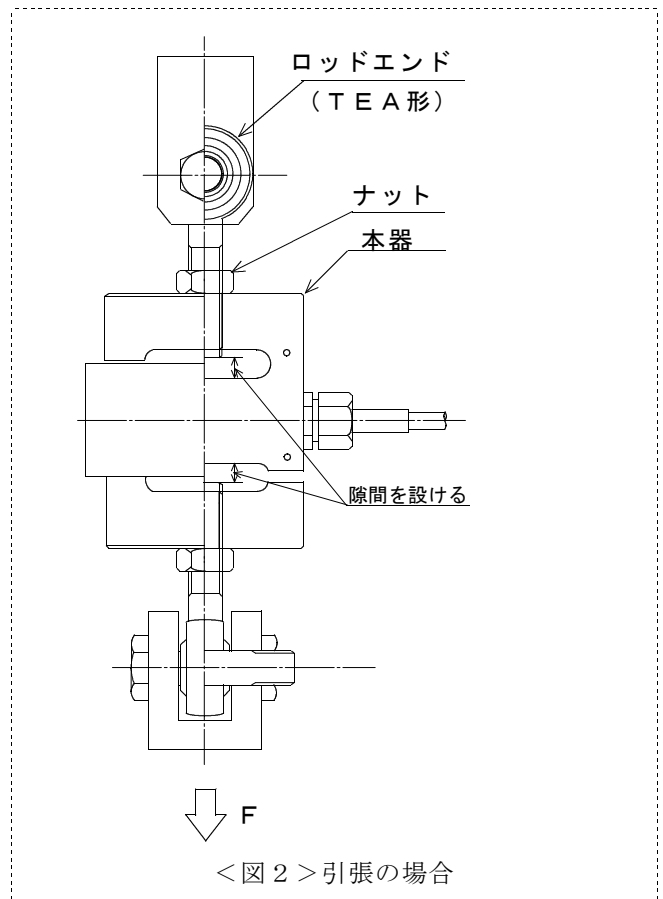 ロッドエンド
（ＴＥＡ形）
ナット
本器
隙間を設ける
F
＜図２＞引張の場合